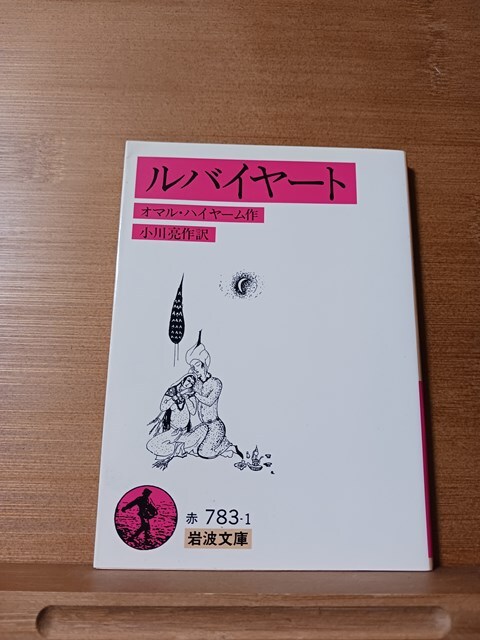 ルバイヤート
オマル・ハイヤーム作
小川亮作訳
赤 783-1
岩波文庫